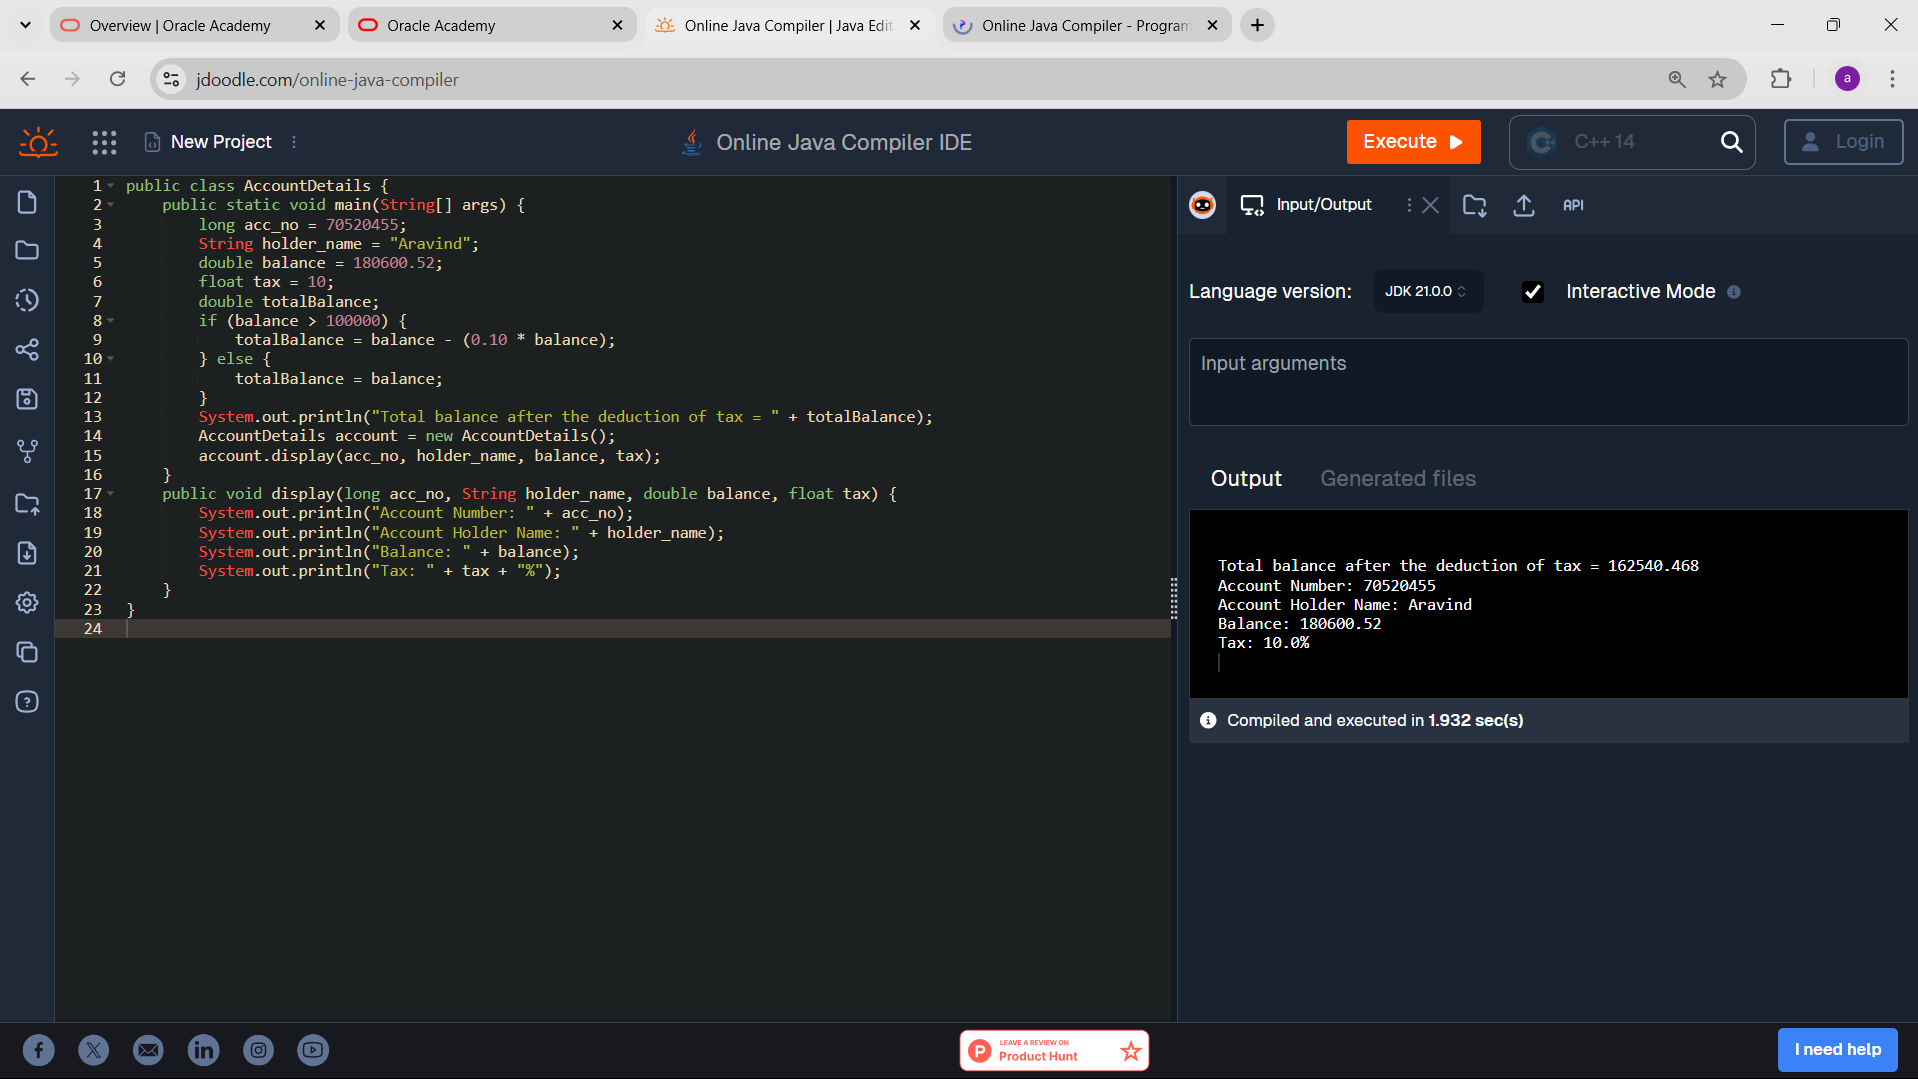 Overview | Oracle Academy
Oracle Academy
Online Java Compiler | Java Edit
Online Java Compiler - Program
jdoodle.com/online-java-compiler
a
New Project
Online Java Compiler IDE
Execute
C++ 14
Login
1 public class AccountDetails {
2     public static void main(String[] args) {
3         long acc_no = 70520455;
4         String holder_name = "Aravind";
5         double balance = 180600.52;
6         float tax = 10;
7         double totalBalance;
8         if (balance > 100000) {
9             totalBalance = balance - (0.10 * balance);
10         } else {
11             totalBalance = balance;
12         }
13         System.out.println("Total balance after the deduction of tax = " + totalBalance);
14         AccountDetails account = new AccountDetails();
15         account.display(acc_no, holder_name, balance, tax);
16     }
17     public void display(long acc_no, String holder_name, double balance, float tax) {
18         System.out.println("Account Number: " + acc_no);
19         System.out.println("Account Holder Name: " + holder_name);
20         System.out.println("Balance: " + balance);
21         System.out.println("Tax: " + tax + "%");
22     }
23 }
24
Input/Output
API
Language version:
JDK 21.0.0
Interactive Mode
Input arguments
Output
Generated files
Total balance after the deduction of tax = 162540.468
Account Number: 70520455
Account Holder Name: Aravind
Balance: 180600.52
Tax: 10.0%
Compiled and executed in 1.932 sec(s)
LEAVE A REVIEW ON
Product Hunt
I need help